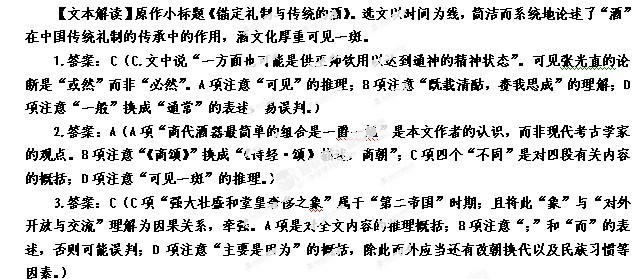 【文本解读】原作小标题《锚定礼制与传统的酒》。选文以时间为线，简洁而系统地论述了“酒”
在中国传统礼制的传承中的作用，酒文化厚重可见一斑。
1.答案：C（C.文中说“一方面也可能是供巫师饮用以达到通神的精神状态”。可见张光直的论
断是“或然”而非“必然”。A项注意“可见”的推理；B项注意“既载清酤，赉我思成”的理解；D
项注意“一般”换成“通常”的表述，易误判。）
2.答案：A（A项“商代酒器最简单的组合是一爵一觚”是本文作者的认识，而非现代考古学家
的观点。B项注意“《商颂》”换成“《诗经·颂》 商朝”；C项四个“不同”是对四段有关内容
的概括；D项注意“可见一斑”的推理。）
3.答案：C（C项“强大壮盛和堂皇奢侈之象”属于“第二帝国”时期；且将此“象”与“对外
开放与交流”理解为因果关系，牵强。A项是对全文内容的推理概括；B项注意“；”和“而”的表
述，否则可能误判；D 项注意“主要是因为”的概括，除此而外应当还有改朝换代以及民族习惯等
因素。）